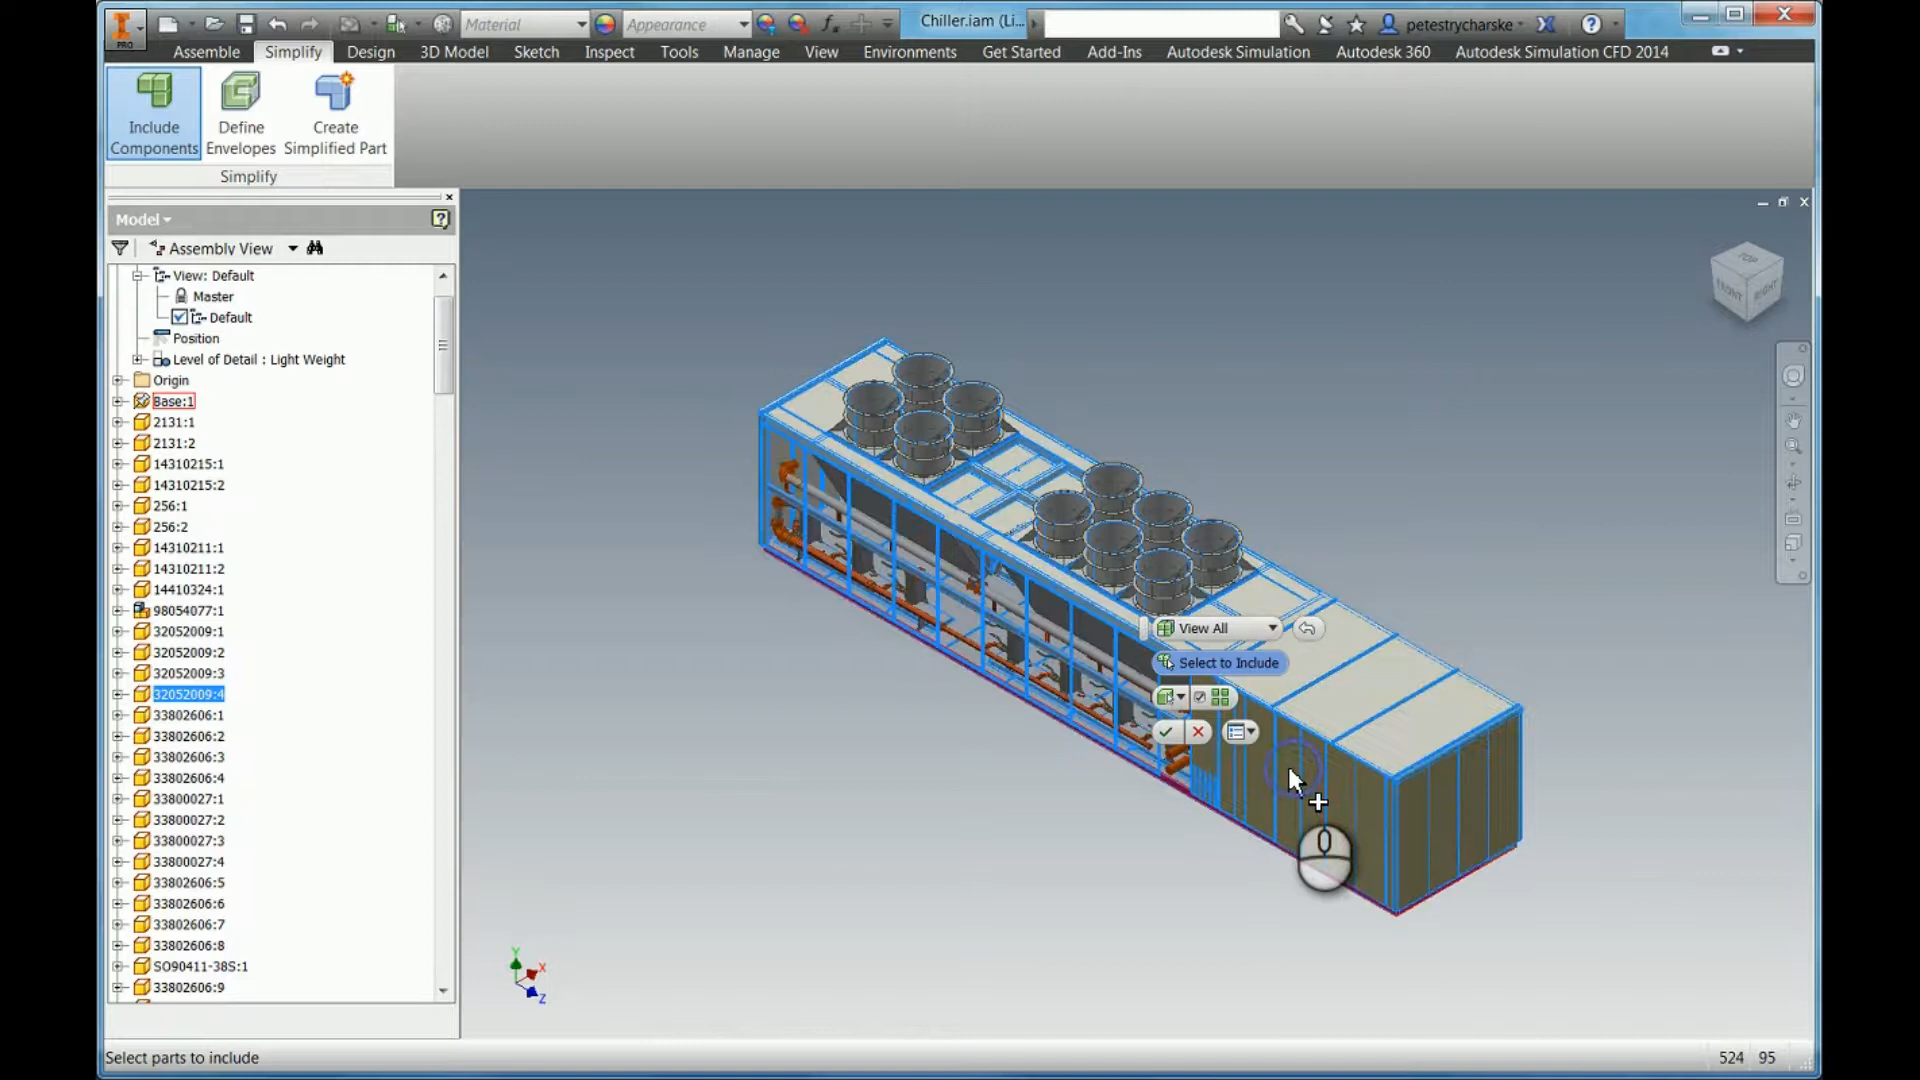 PRO
Material
Appearance
Chiller.iam (Li...
petestrycharske
Assemble Simplify Design 3D Model Sketch Inspect Tools Manage View Environments Get Started Add-Ins Autodesk Simulation Autodesk 360 Autodesk Simulation CFD 2014
Include Components
Define Envelopes
Create Simplified Part
Simplify
Model
Assembly View
View: Default
Master
Default
Position
Level of Detail : Light Weight
Origin
Base:1
2131:1
2131:2
14310215:1
14310215:2
256:1
256:2
14310211:1
14310211:2
14410324:1
98054077:1
32052009:1
32052009:2
32052009:3
32052009:4
33802606:1
33802606:2
33802606:3
33802606:4
33800027:1
33800027:2
33800027:3
33800027:4
33802606:5
33802606:6
33802606:7
33802606:8
SO90411-38S:1
33802606:9
TOP
FRONT
RIGHT
View All
Select to Include
Y
X
Z
Select parts to include
524 95